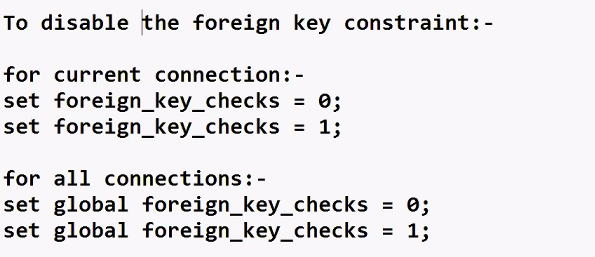 To disable the foreign key constraint:-
for current connection:-
set foreign_key_checks = 0;
set foreign_key_checks = 1;
for all connections:-
set global foreign_key_checks = 0;
set global foreign_key_checks = 1;